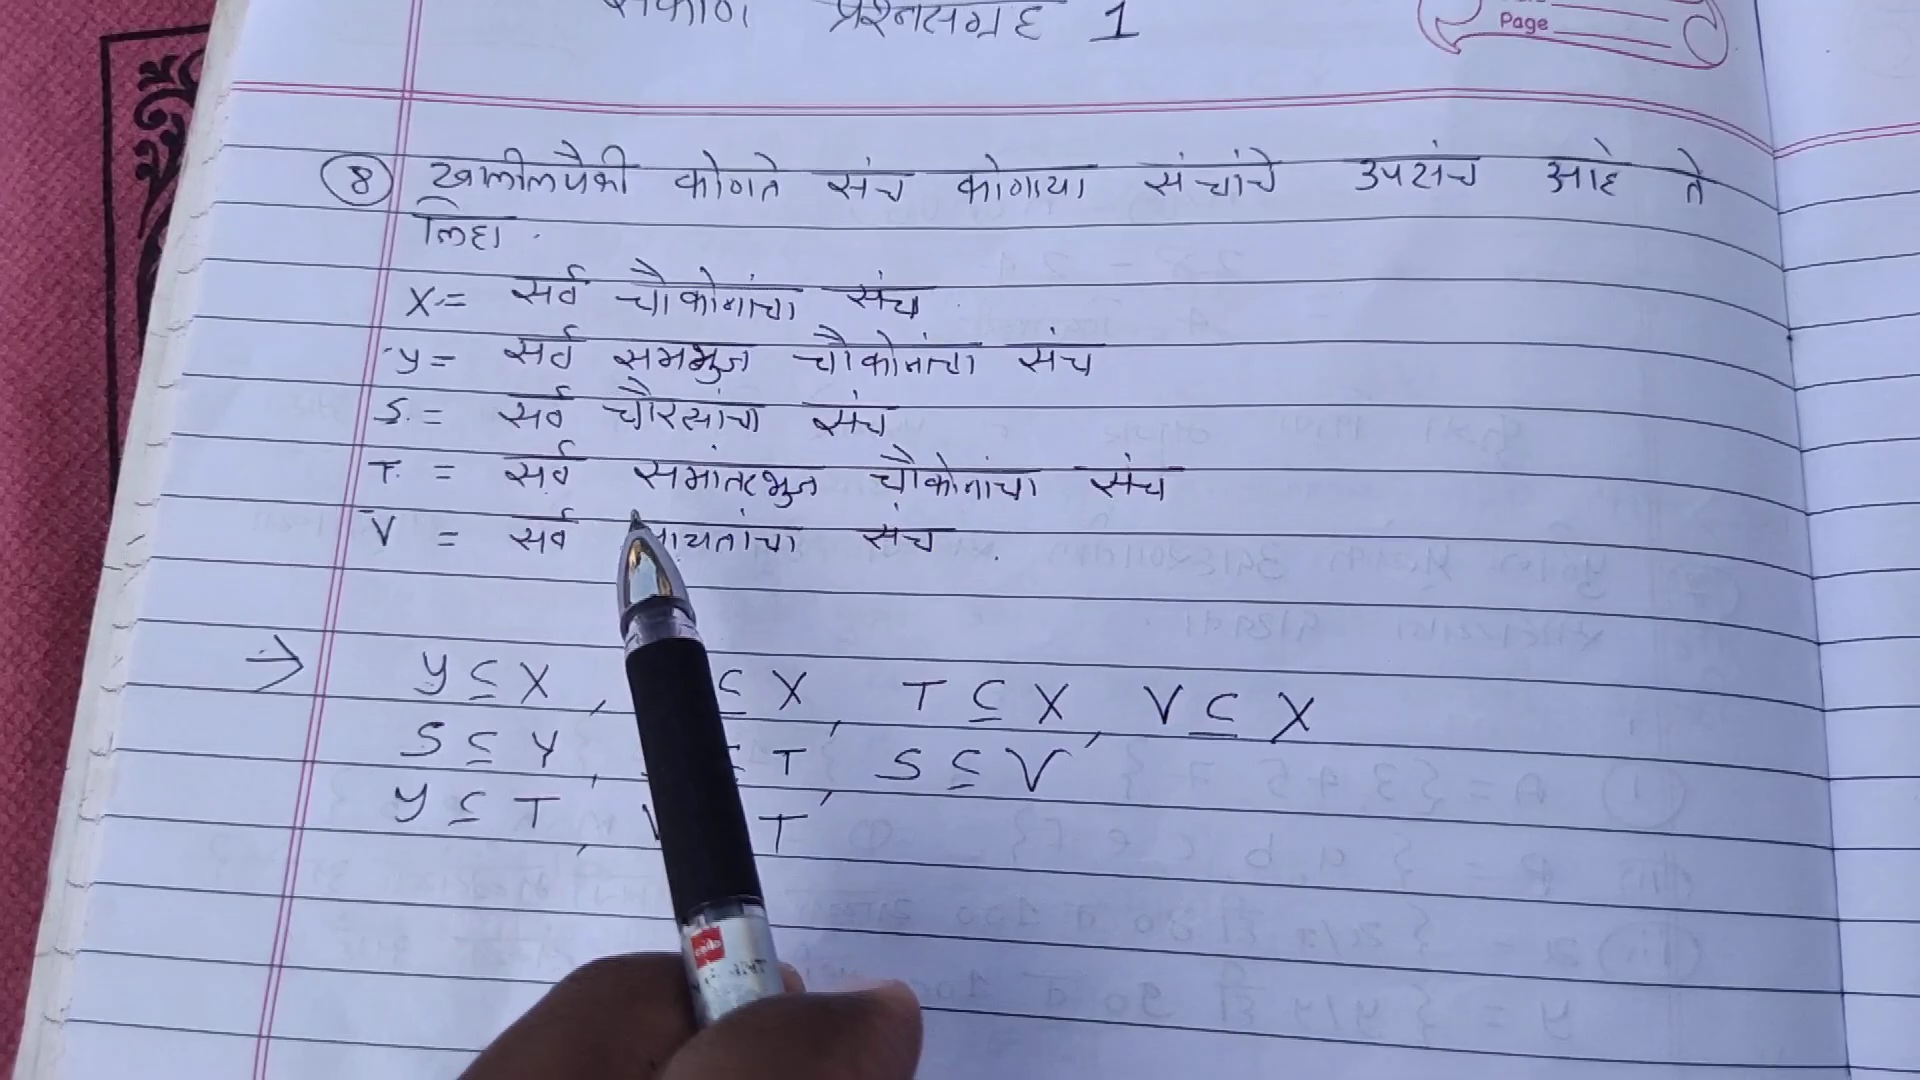 प्रश्नसंग्रह 1
Page
8 खालीलपैकी कोणते संच कोणत्या संचांचे उपसंच आहे ते
लिहा.
X = सर्व चौकोनांचा संच.
y = सर्व समभुज चौकोनांचा संच
S = सर्व चौरसांचा संच
T = सर्व समांतरभुज चौकोनांचा संच
V = सर्व संच.
→ y ⊆ X, ⊆ X, T ⊆ X, V ⊆ X
S ⊆ Y, T, S ⊆ V
y ⊆ T, T